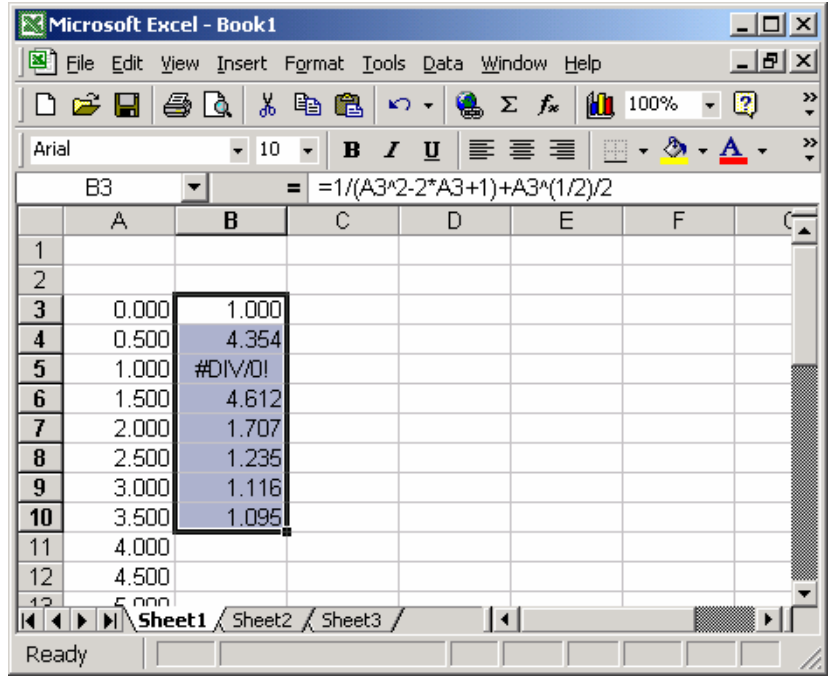 Microsoft Excel - Book1
File Edit View Insert Format Tools Data Window Help
Σ fx 100% ?
Arial 10 B I U A
B3 = =1/(A3^2-2*A3+1)+A3^(1/2)/2
A B C D E F
1
2
3 0.000 1.000
4 0.500 4.354
5 1.000 #DIV/0!
6 1.500 4.612
7 2.000 1.707
8 2.500 1.235
9 3.000 1.116
10 3.500 1.095
11 4.000
12 4.500
13 5.000
Sheet1 Sheet2 Sheet3
Ready